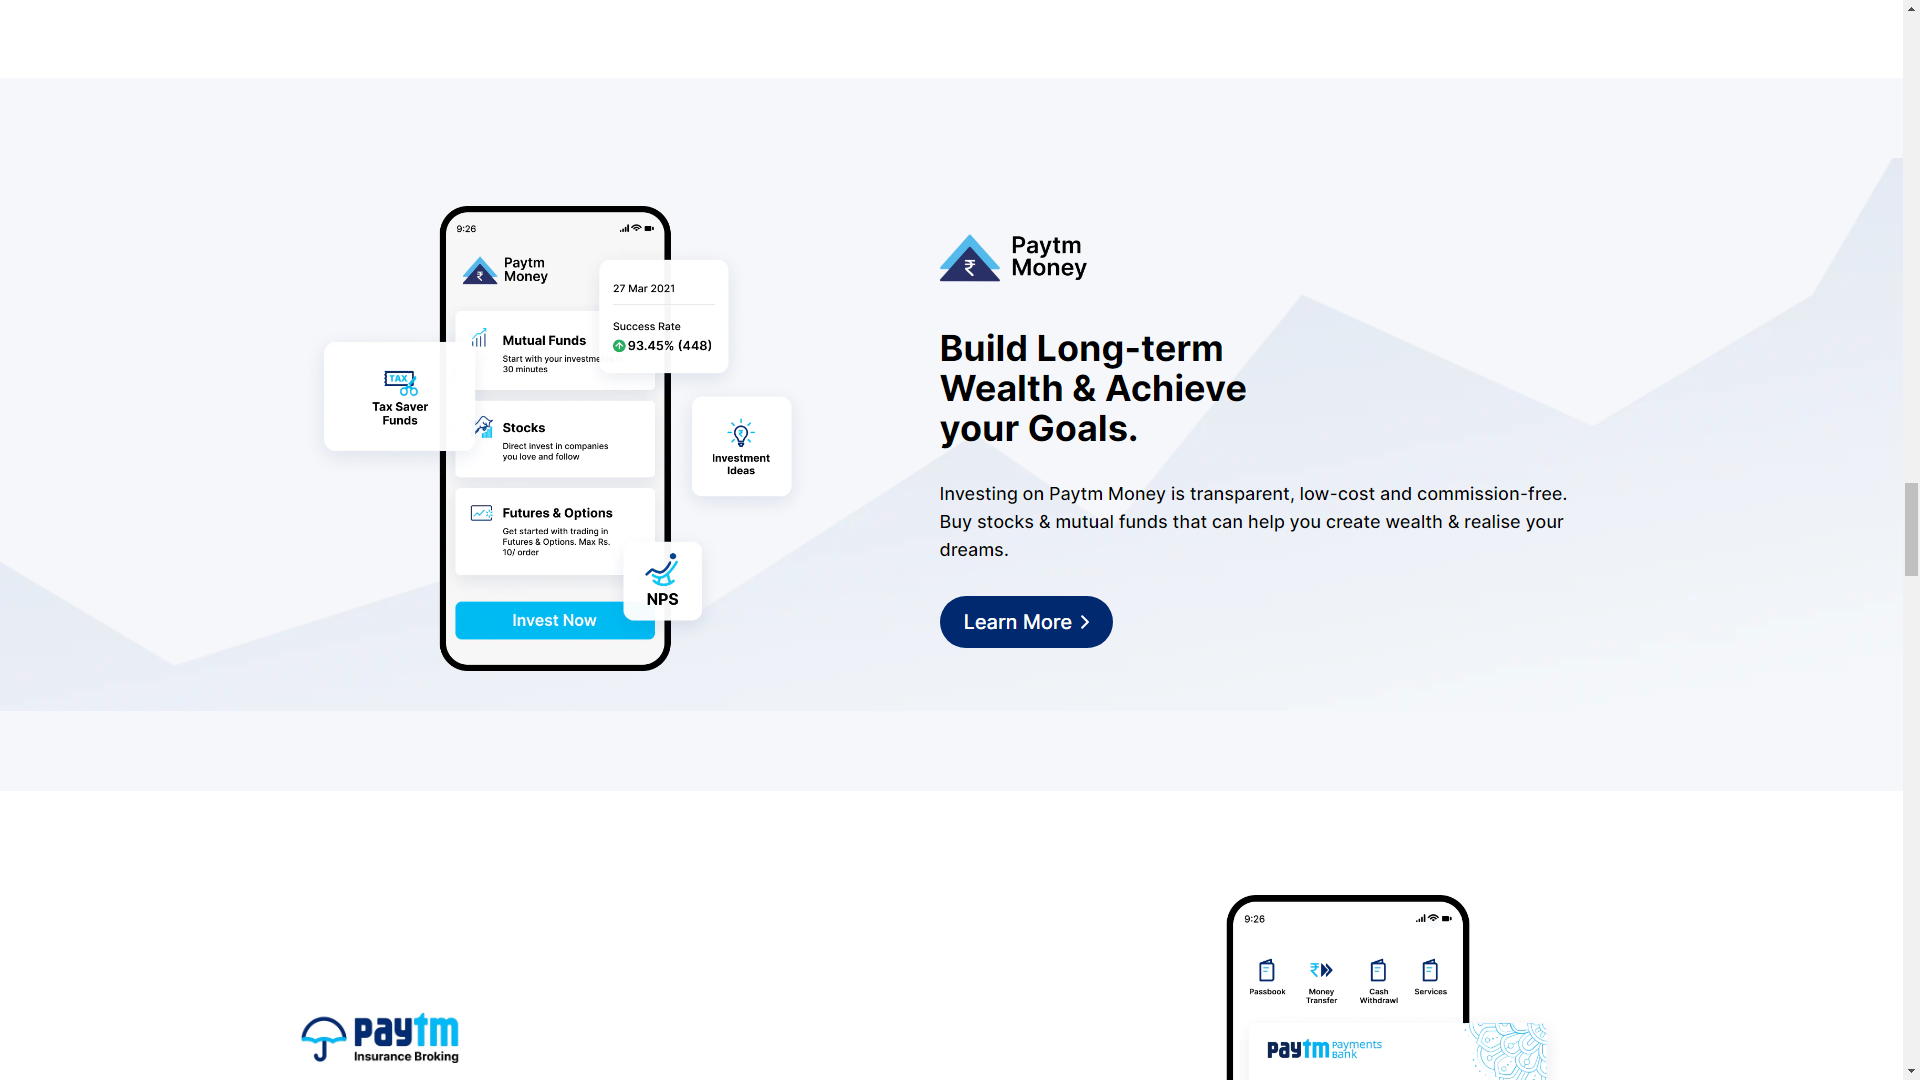 9:26
Paytm
Money
27 Mar 2021
Success Rate
93.45% (448)
Mutual Funds
Start with your investme
30 minutes
TAX
Tax Saver
Funds
Stocks
Direct invest in companies
you love and follow
Investment
Ideas
Futures & Options
Get started with trading in
Futures & Options. Max Rs.
10/ order
NPS
Invest Now
Paytm
Money
Build Long-term
Wealth & Achieve
your Goals.
Investing on Paytm Money is transparent, low-cost and commission-free.
Buy stocks & mutual funds that can help you create wealth & realise your
dreams.
Learn More
paytm
Insurance Broking
9:26
Passbook
Money
Transfer
Cash
Withdrawl
Services
paytm Payments
Bank